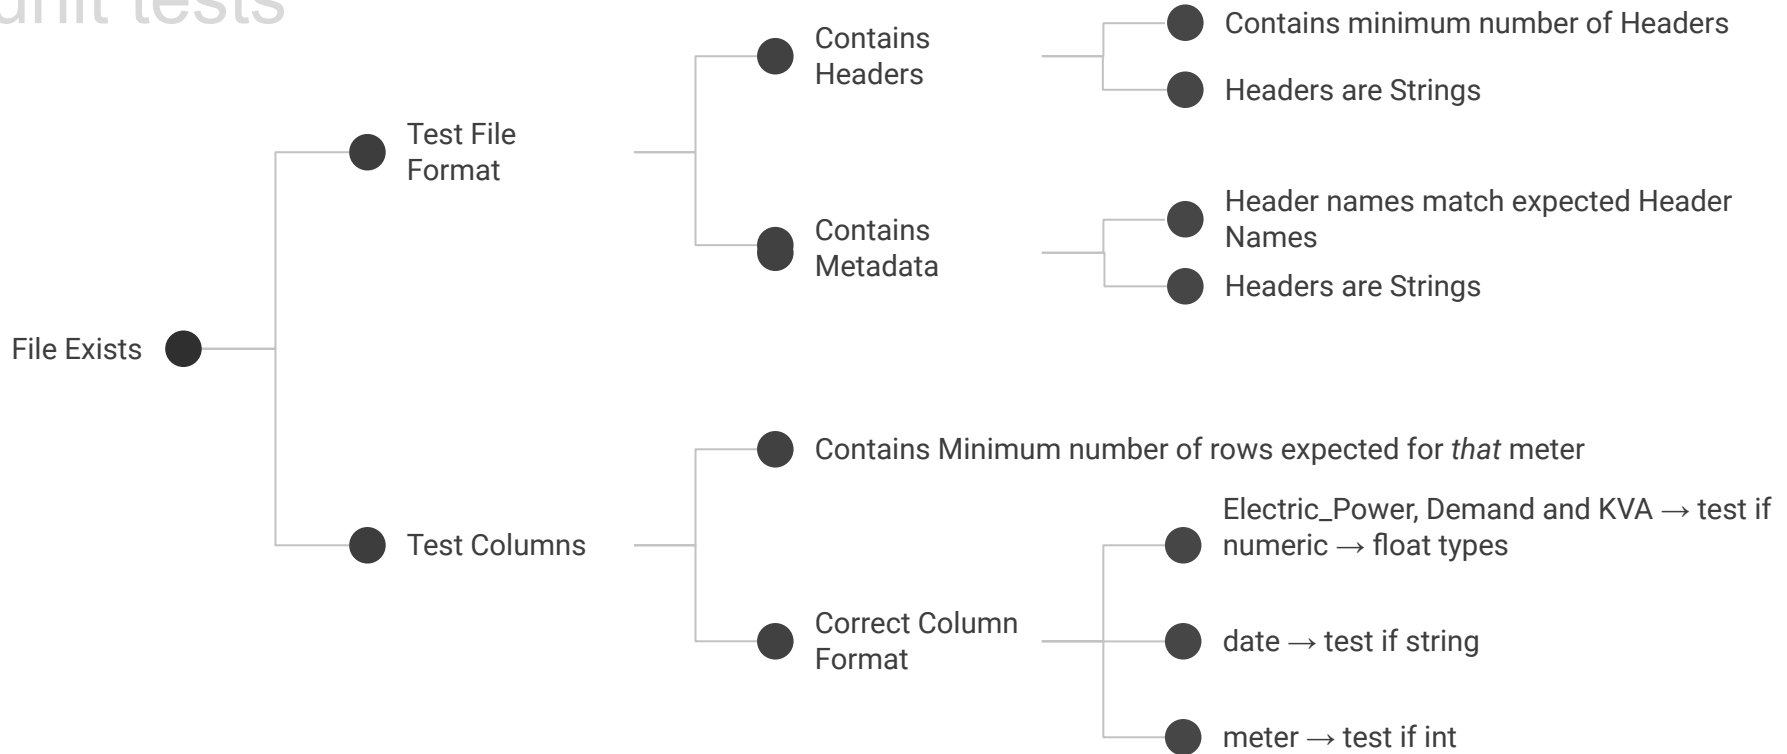 unit tests
Contains
Headers
Contains minimum number of Headers
Headers are Strings
Test File
Format
Contains
Metadata
Header names match expected Header
Names
Headers are Strings
File Exists
Contains Minimum number of rows expected for that meter
Test Columns
Electric_Power, Demand and KVA → test if
numeric → float types
Correct Column
Format
date → test if string
meter → test if int